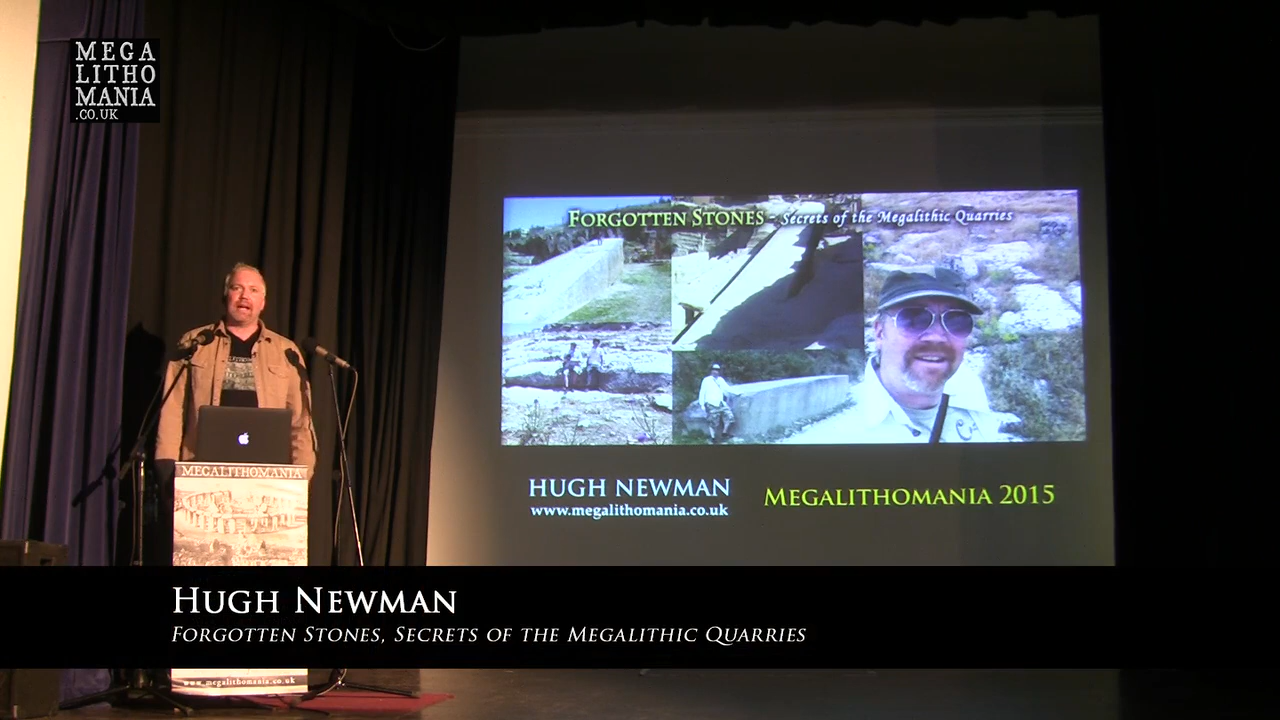 MEGA
LITHO
MANIA
.CO.UK
Forgotten Stones - Secrets of the Megalithic Quarries
HUGH NEWMAN
www.megalithomania.co.uk
Megalithomania 2015
MEGALITHOMANIA
Hugh Newman
Forgotten Stones, Secrets of the Megalithic Quarries
www.megalithomania.co.uk